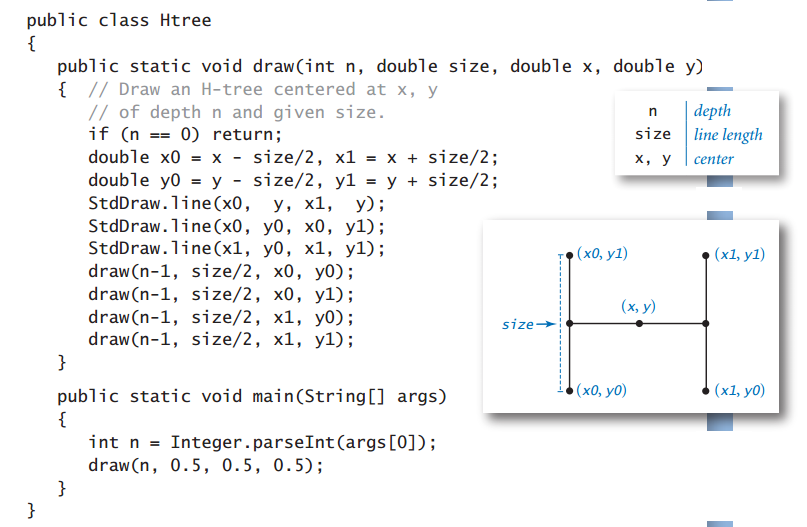 public class Htree
{
public static void draw(int n, double size, double x, double y)
{ // Draw an H-tree centered at x, y
// of depth n and given size.
if (n == 0) return;
double x0 = x - size/2, x1 = x + size/2;
double y0 = y - size/2, y1 = y + size/2;
StdDraw.line(x0, y, x1, y);
StdDraw.line(x0, y0, x0, y1);
StdDraw.line(x1, y0, x1, y1);
draw(n-1, size/2, x0, y0);
draw(n-1, size/2, x0, y1);
draw(n-1, size/2, x1, y0);
draw(n-1, size/2, x1, y1);
}
public static void main(String[] args)
{
int n = Integer.parseInt(args[0]);
draw(n, 0.5, 0.5, 0.5);
}
}
n depth
size line length
x, y center
(x0, y1) (x1, y1)
(x, y)
size
(x0, y0) (x1, y0)